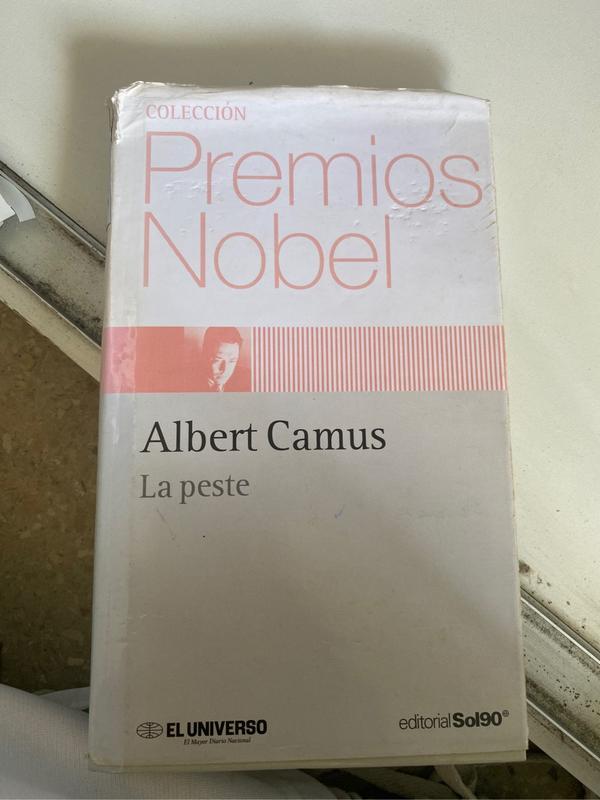 COLECCIÓN
Premios
Nobel
Albert Camus
La peste
EL UNIVERSO
El Mayor Diario Nacional
editorial Sol90